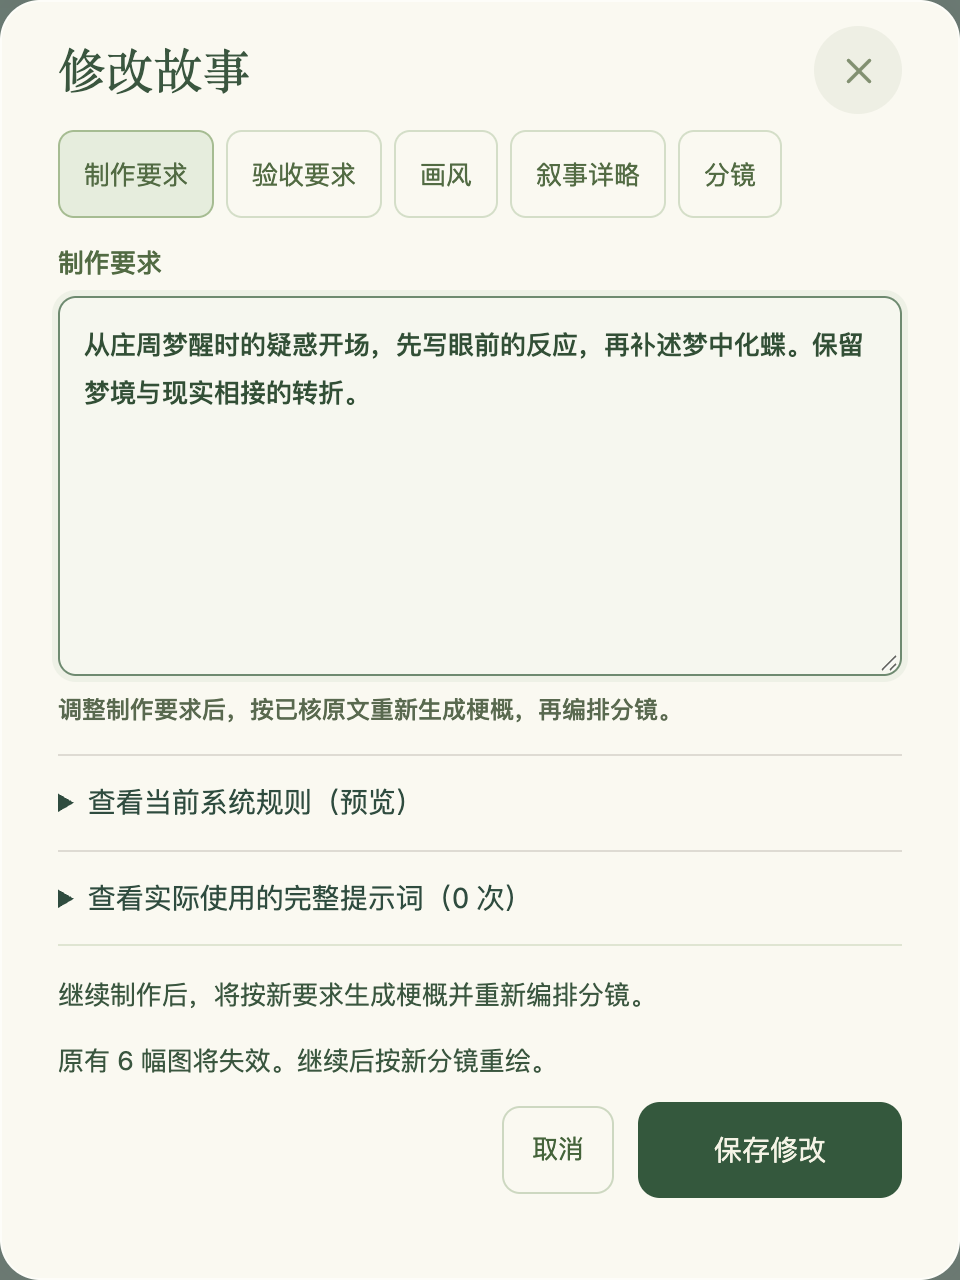 修改故事
制作要求
验收要求
画风
叙事详略
分镜
制作要求
从庄周梦醒时的疑惑开场，先写眼前的反应，再补述梦中化蝶。保留
梦境与现实相接的转折。
调整制作要求后，按已核原文重新生成梗概，再编排分镜。
查看当前系统规则（预览）
查看实际使用的完整提示词（0 次）
继续制作后，将按新要求生成梗概并重新编排分镜。
原有 6 幅图将失效。继续后按新分镜重绘。
取消
保存修改